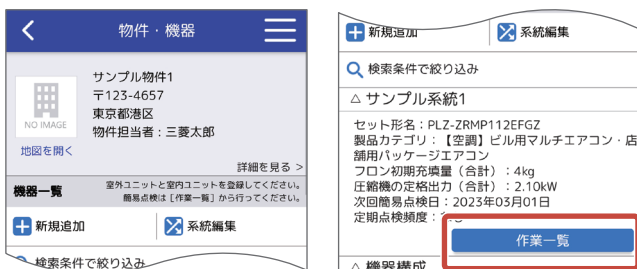 物件・機器
NO IMAGE
サンプル物件1
〒123-4657
東京都港区
物件担当者：三菱太郎
地図を開く
詳細を見る >
機器一覧
室外ユニットと室内ユニットを登録してください。
簡易点検は［作業一覧］から行ってください。
新規追加
系統編集
検索条件で絞り込み
新規追加
系統編集
検索条件で絞り込み
△ サンプル系統1
セット形名：PLZ-ZRMP112EFGZ
製品カテゴリ：【空調】ビル用マルチエアコン・店
舗用パッケージエアコン
フロン初期充填量（合計）：4kg
圧縮機の定格出力（合計）：2.10kW
次回簡易点検日：2023年03月01日
定期点検頻度：
作業一覧
△ 機器構成